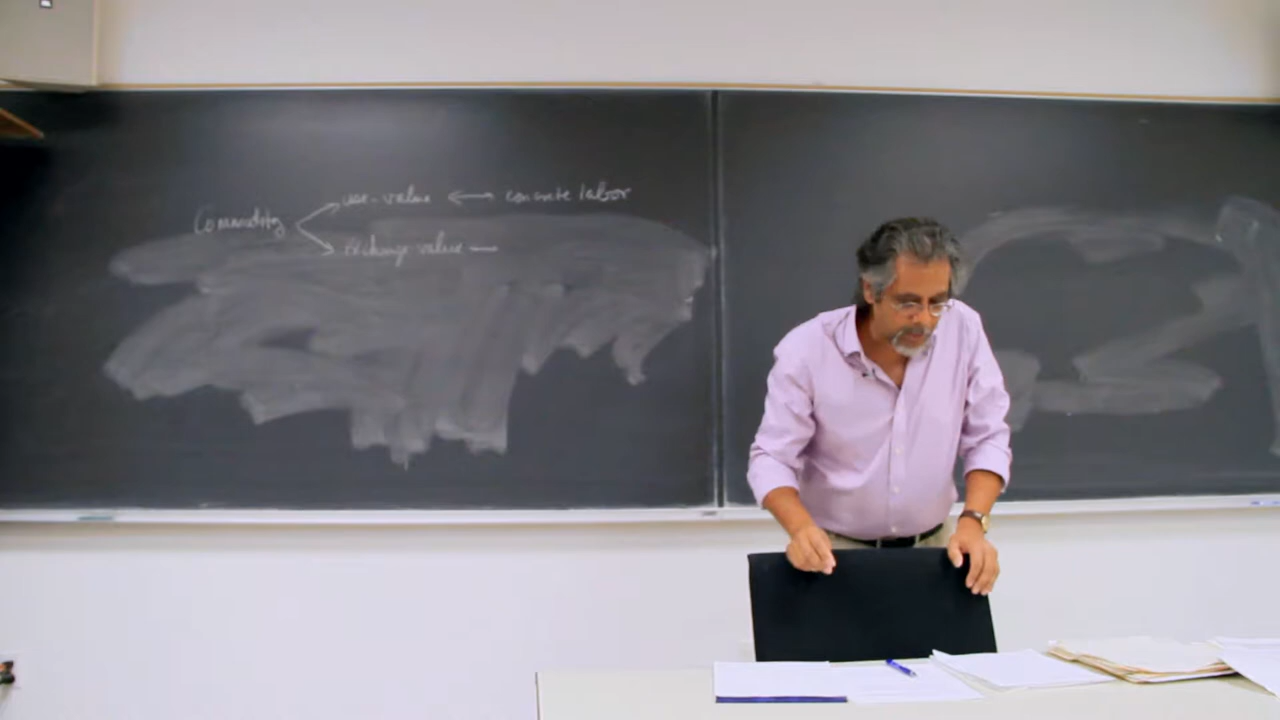 use-value ⟷ concrete labor
Commodity
Exchange value —